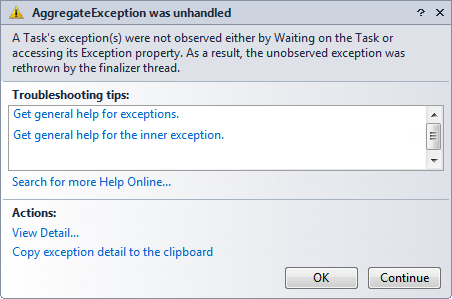 AggregateException was unhandled
A Task's exception(s) were not observed either by Waiting on the Task or
accessing its Exception property. As a result, the unobserved exception was
rethrown by the finalizer thread.
Troubleshooting tips:
Get general help for exceptions.
Get general help for the inner exception.
Search for more Help Online...
Actions:
View Detail...
Copy exception detail to the clipboard
OK
Continue